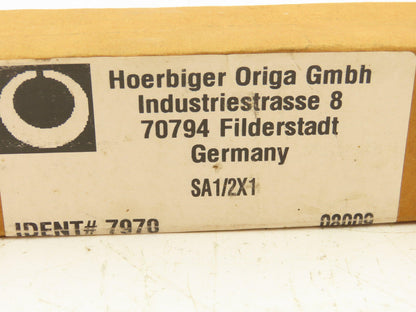 Hoerbiger Origa Gmbh
Industriestrasse 8
70794 Filderstadt
Germany
SA1/2X1
IDENT# 7970